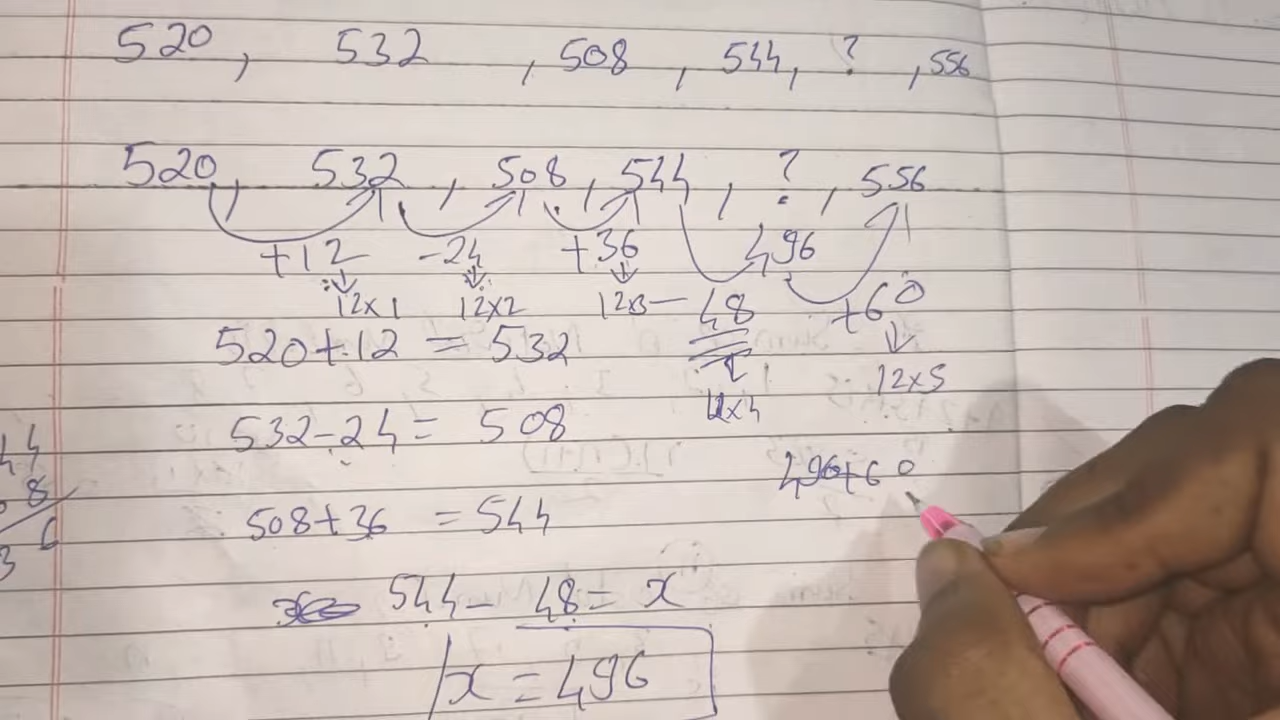 520, 532, 508, 544, ?, 556
520, 532, 508, 544, ?, 556
+12 -24 +36 496
12x1 12x2 12x3 - 48 +60
520+12 = 532
12x4 12x5
532-24= 508
496+60
508+36 = 544
544- 48= x
x = 496